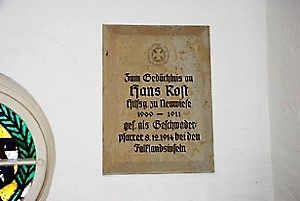 Zum Gedächtnis an
Hans Rost
Hilfsg. zu Neuwiese
1909 – 1911
gef. als Geschwader-
pfarrer 8.12.1914 bei den
Falklandsinseln